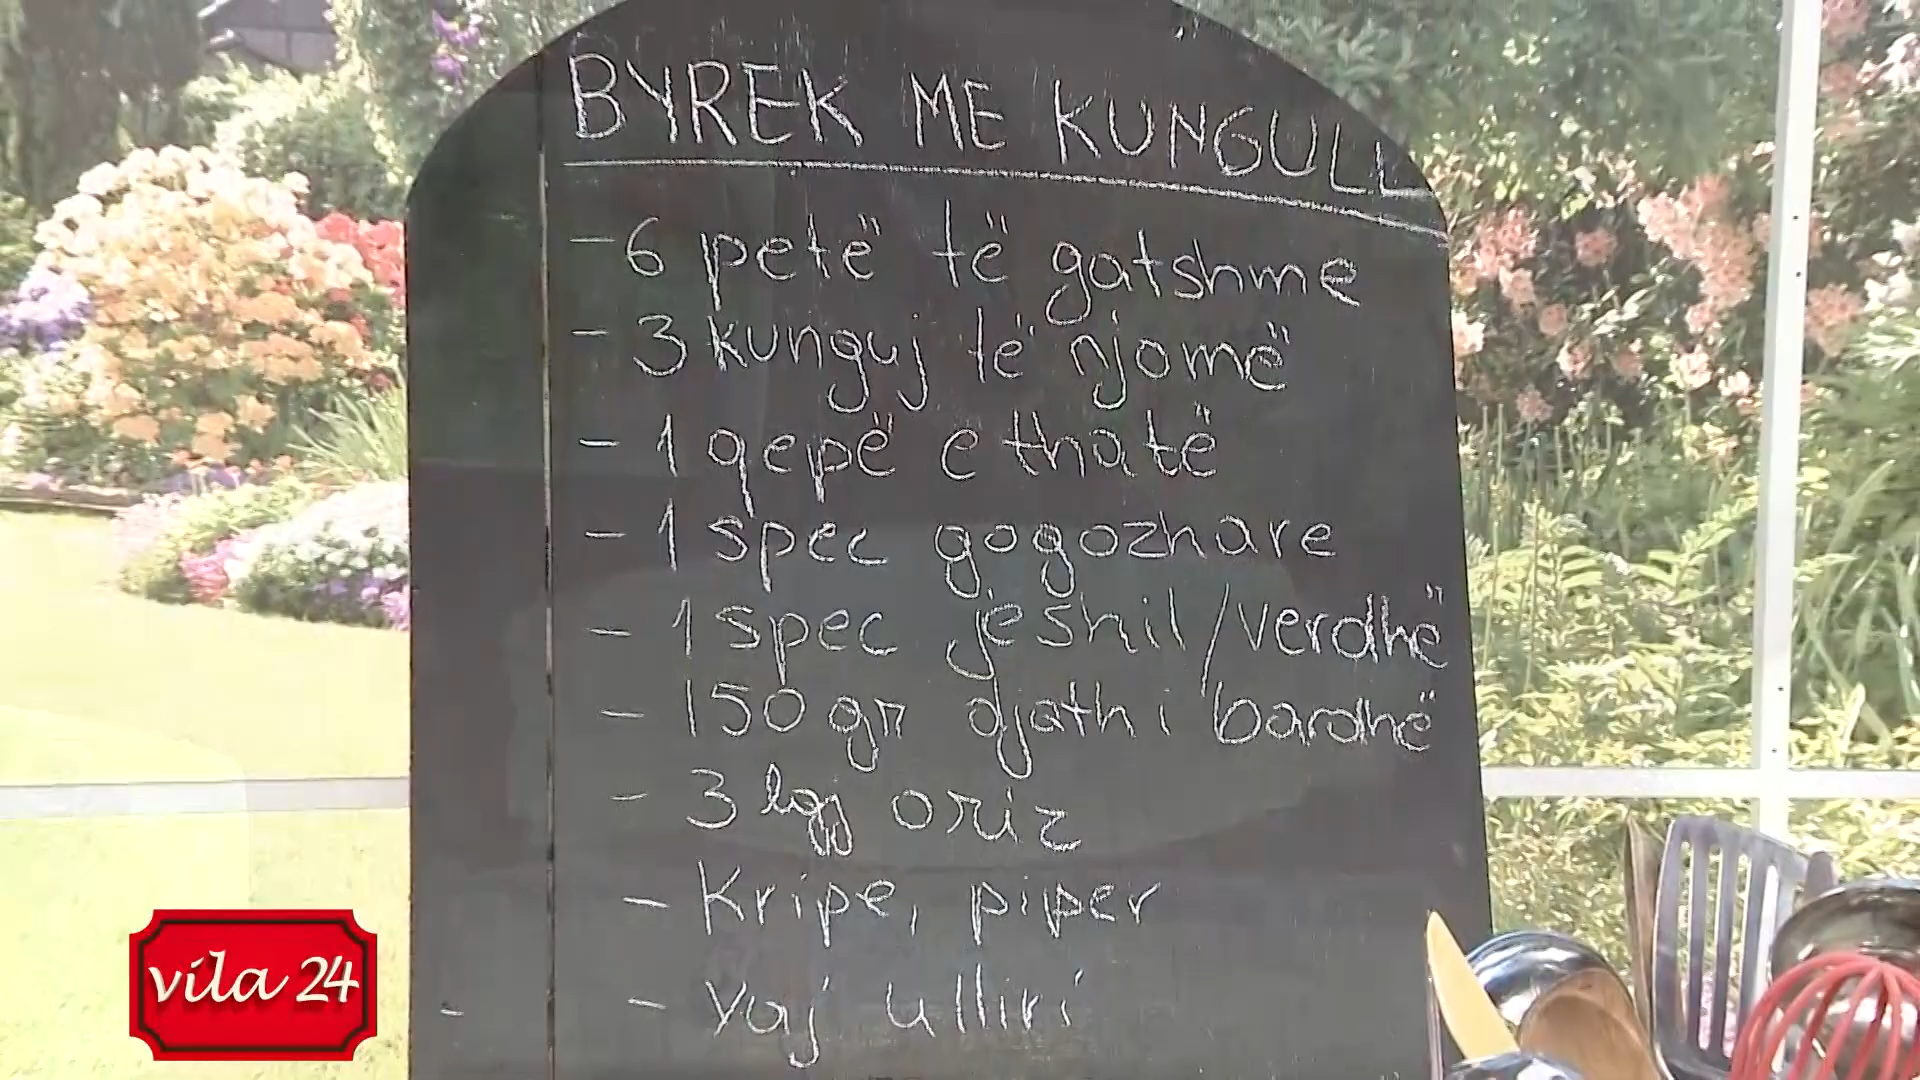 BYREK ME KUNGULL
- 6 petë të gatshme
- 3 kunguj të njomë
- 1 qepë e thatë
- 1 spec gogozhare
- 1 spec jeshil/verdhë
- 150 gr djath i bardhë
- 3 lgj oriz
- Kripe, piper
- Vaj ulliri
vila 24